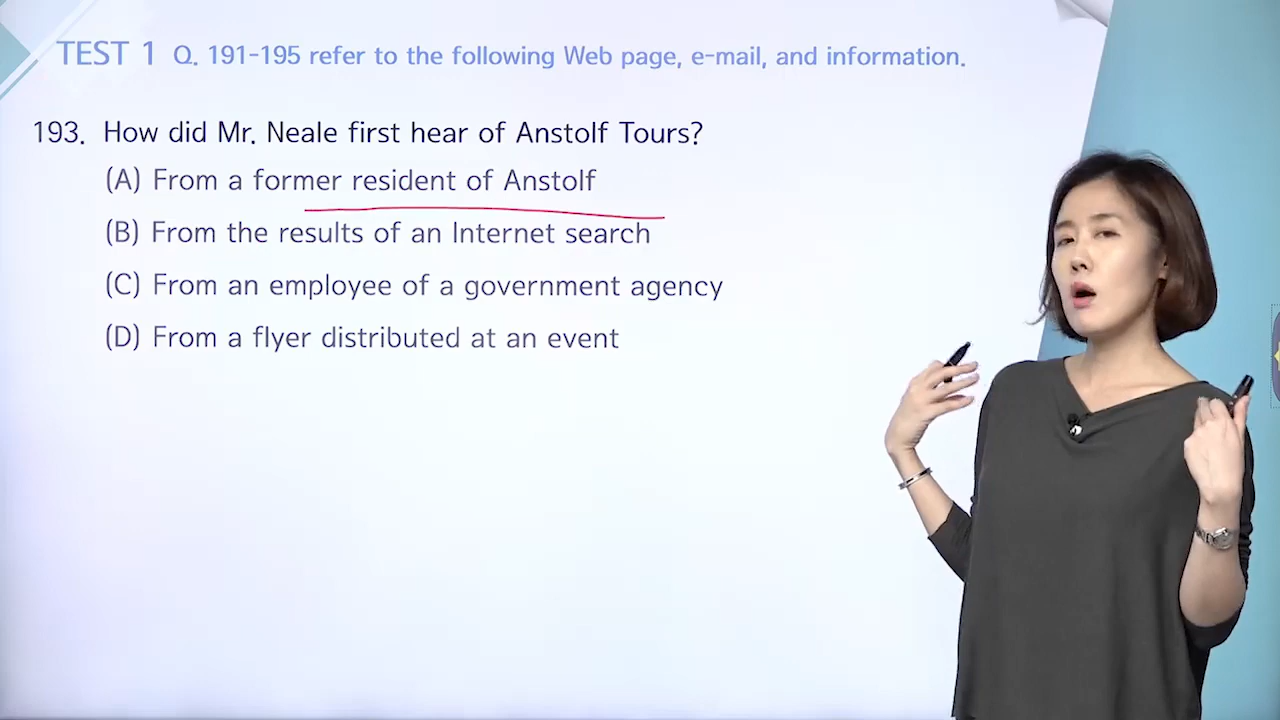 TEST 1 Q. 191-195 refer to the following Web page, e-mail, and information.
193. How did Mr. Neale first hear of Anstolf Tours?
(A) From a former resident of Anstolf
(B) From the results of an Internet search
(C) From an employee of a government agency
(D) From a flyer distributed at an event